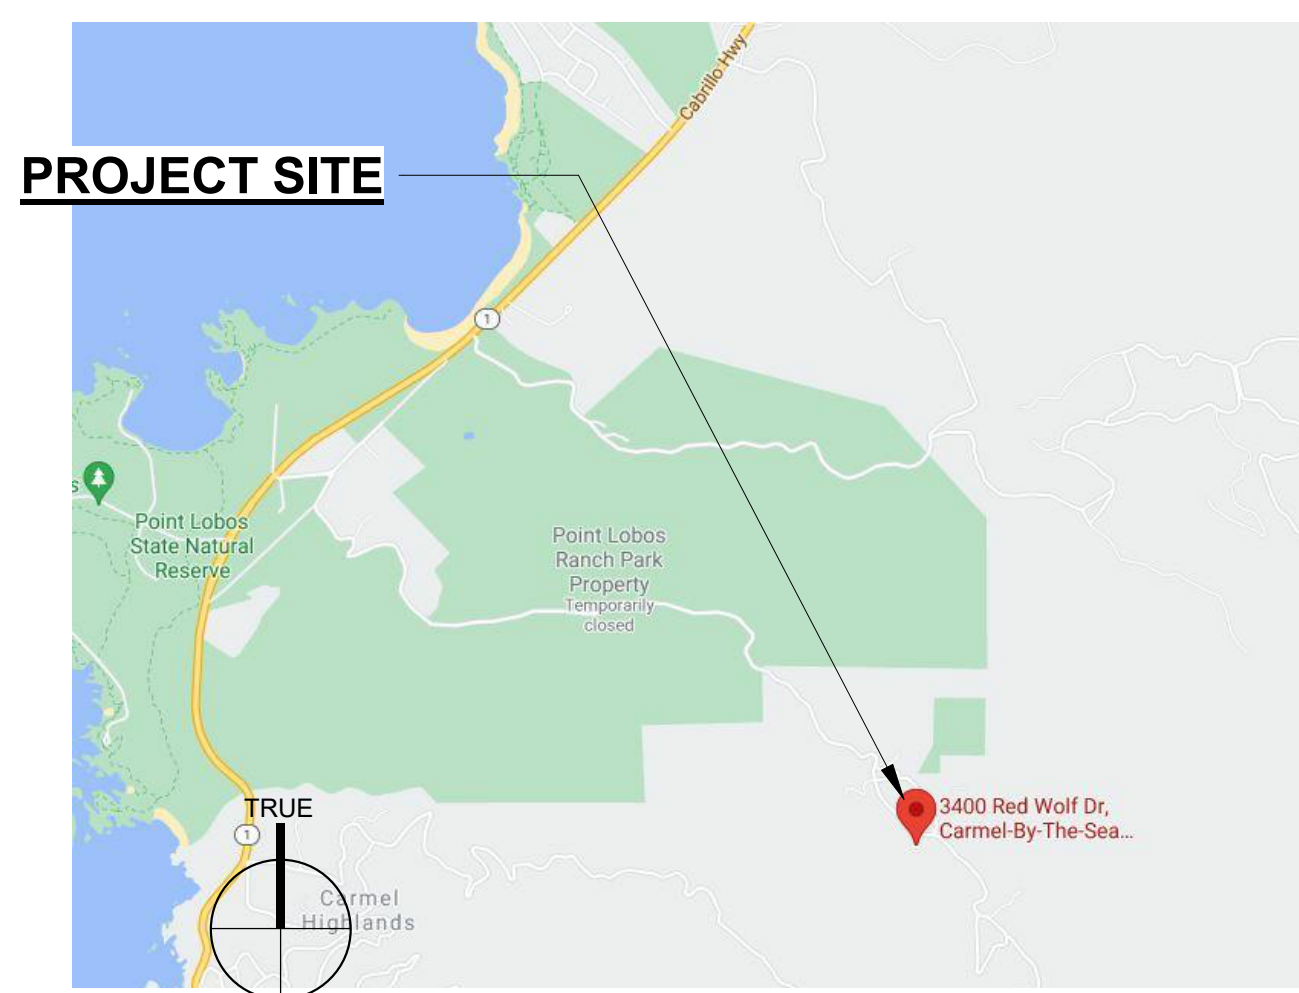 Cabrillo Hwy
PROJECT SITE
1
s
Point Lobos
State Natural
Reserve
Point Lobos
Ranch Park
Property
Temporarily
closed
3400 Red Wolf Dr,
Carmel-By-The-Sea...
TRUE
1
Carmel
Highlands